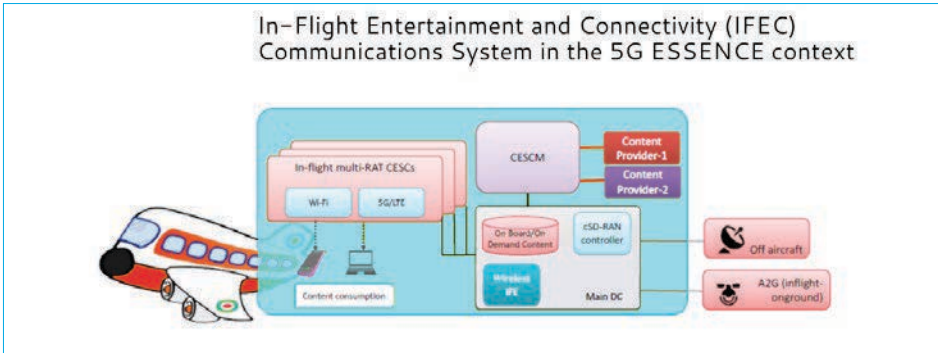 In-Flight Entertainment and Connectivity (IFEC)
Communications System in the 5G ESSENCE context
In-flight multi-RAT CESCs
Wi-Fi
5G/LTE
Content consumption
CESCM
Content
Provider-1
Content
Provider-2
On Board/On
Demand Content
cSD-RAN
controller
Wireless
IFE
Main DC
Off aircraft
A2G (inflight-
onground)